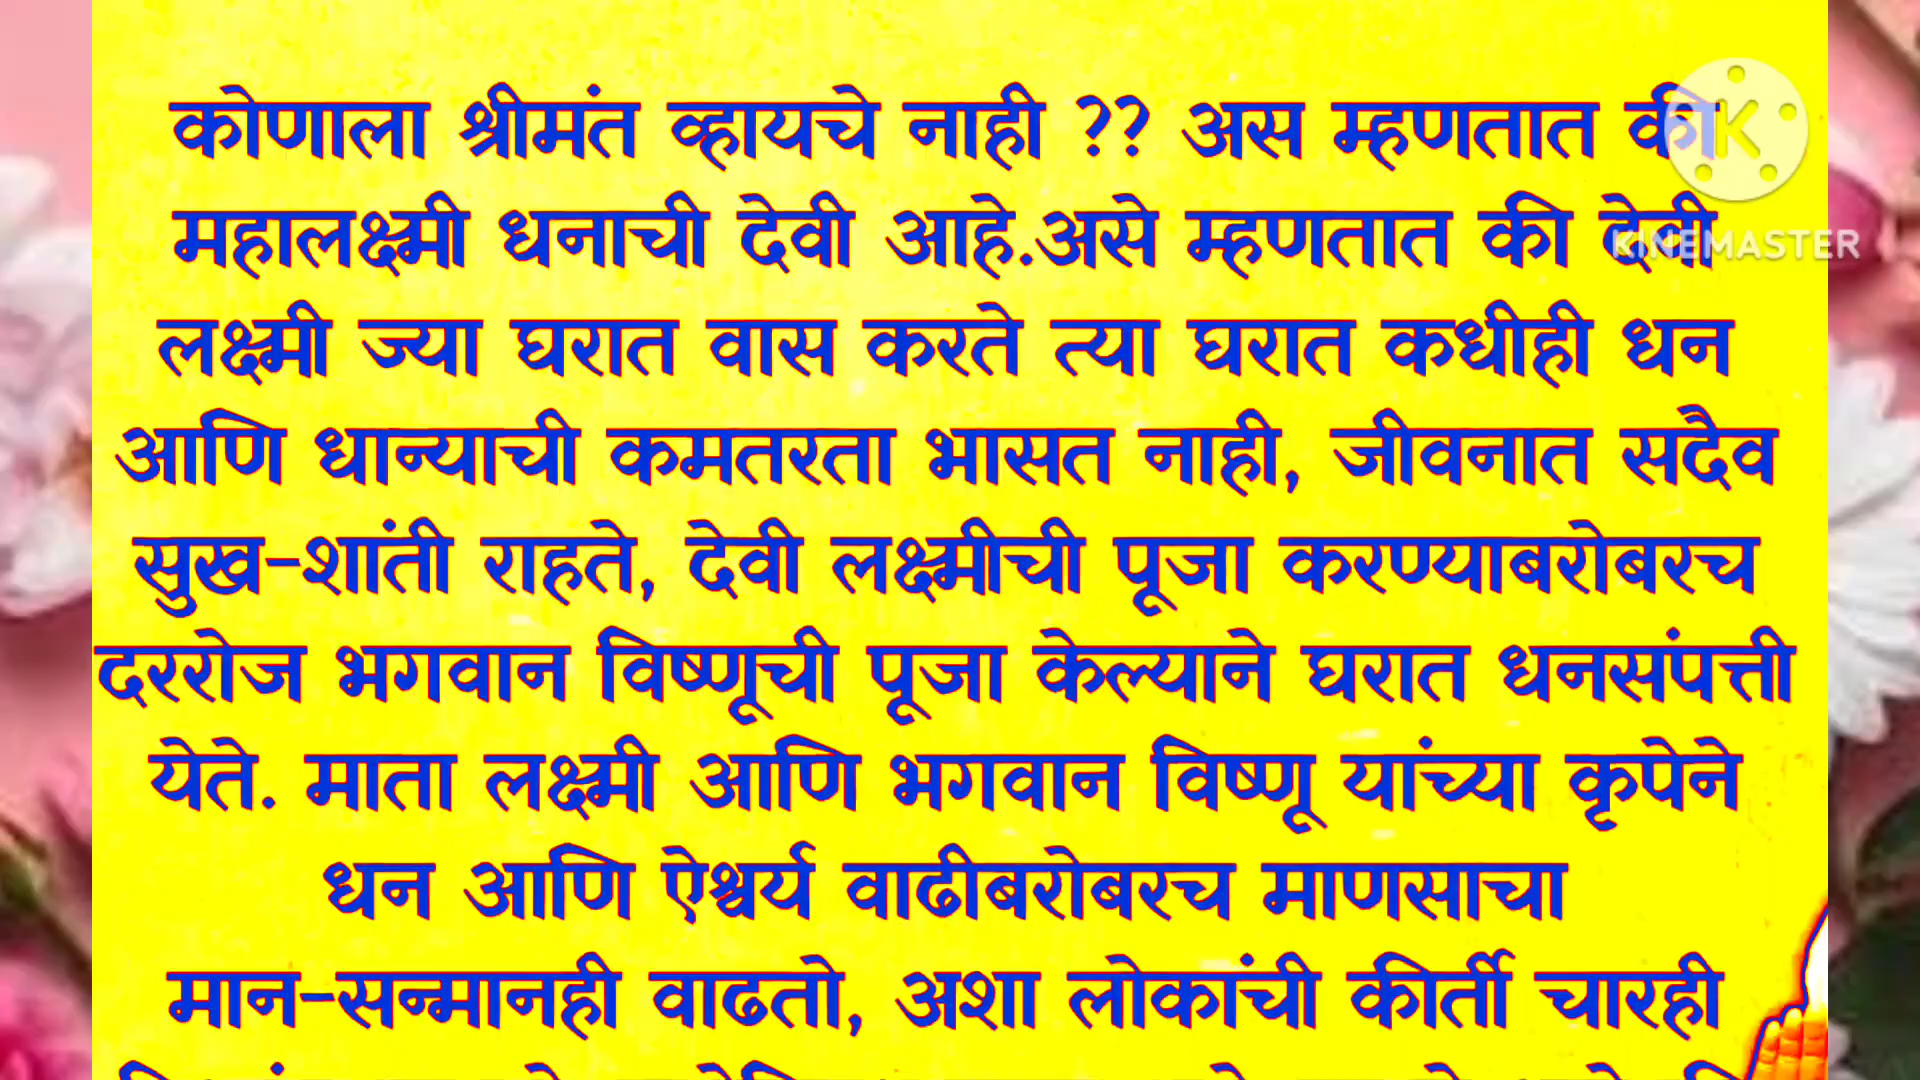 कोणाला श्रीमंत व्हायचे नाही ?? अस म्हणतात की
महालक्ष्मी धनाची देवी आहे.असे म्हणतात की देवी
KINEMASTER
लक्ष्मी ज्या घरात वास करते त्या घरात कधीही धन
आणि धान्याची कमतरता भासत नाही, जीवनात सदैव
सुख-शांती राहते, देवी लक्ष्मीची पूजा करण्याबरोबरच
दररोज भगवान विष्णूची पूजा केल्याने घरात धनसंपत्ती
येते. माता लक्ष्मी आणि भगवान विष्णू यांच्या कृपेने
धन आणि ऐश्वर्य वाढीबरोबरच माणसाचा
मान-सन्मानही वाढतो, अशा लोकांची कीर्ती चारही